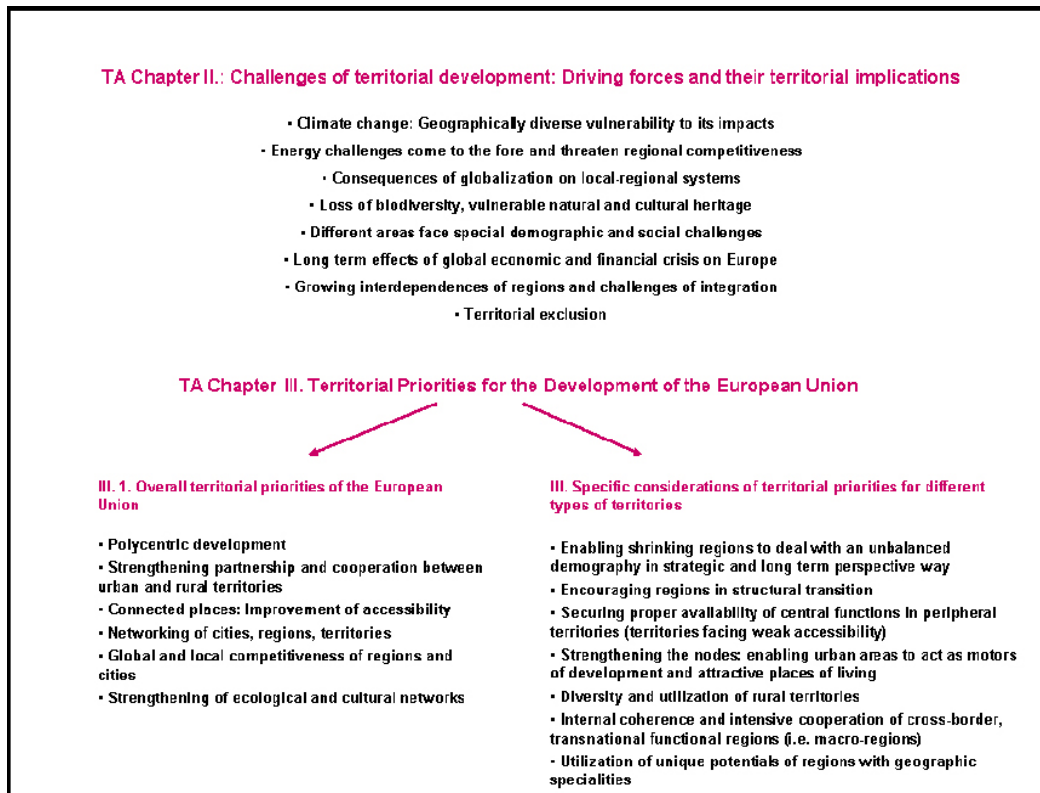 TA Chapter II.: Challenges of territorial development: Driving forces and their territorial implications
▪ Climate change: Geographically diverse vulnerability to its impacts
▪ Energy challenges come to the fore and threaten regional competitiveness
▪ Consequences of globalization on local-regional systems
▪ Loss of biodiversity, vulnerable natural and cultural heritage
▪ Different areas face special demographic and social challenges
▪ Long term effects of global economic and financial crisis on Europe
▪ Growing interdependences of regions and challenges of integration
▪ Territorial exclusion
TA Chapter III. Territorial Priorities for the Development of the European Union
III. 1. Overall territorial priorities of the European
Union
▪ Polycentric development
▪ Strengthening partnership and cooperation between
urban and rural territories
▪ Connected places: Improvement of accessibility
▪ Networking of cities, regions, territories
▪ Global and local competitiveness of regions and
cities
▪ Strengthening of ecological and cultural networks
III. Specific considerations of territorial priorities for different
types of territories
▪ Enabling shrinking regions to deal with an unbalanced
demography in strategic and long term perspective way
▪ Encouraging regions in structural transition
▪ Securing proper availability of central functions in peripheral
territories (territories facing weak accessibility)
▪ Strengthening the nodes: enabling urban areas to act as motors
of development and attractive places of living
▪ Diversity and utilization of rural territories
▪ Internal coherence and intensive cooperation of cross-border,
transnational functional regions (i.e. macro-regions)
▪ Utilization of unique potentials of regions with geographic
specialities